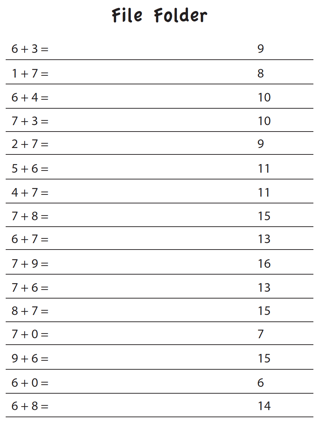 File Folder
6 + 3 = 9
1 + 7 = 8
6 + 4 = 10
7 + 3 = 10
2 + 7 = 9
5 + 6 = 11
4 + 7 = 11
7 + 8 = 15
6 + 7 = 13
7 + 9 = 16
7 + 6 = 13
8 + 7 = 15
7 + 0 = 7
9 + 6 = 15
6 + 0 = 6
6 + 8 = 14